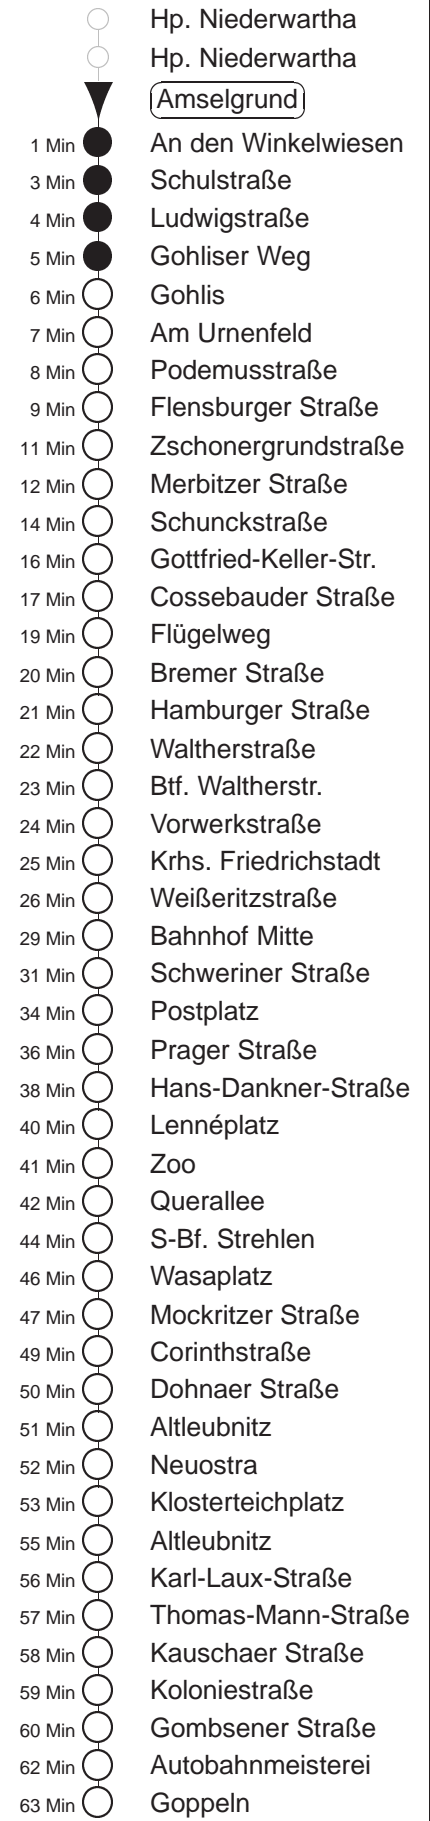 Hp. Niederwartha
Hp. Niederwartha
Amselgrund
1 Min An den Winkelwiesen
3 Min Schulstraße
4 Min Ludwigstraße
5 Min Gohliser Weg
6 Min Gohlis
7 Min Am Urnenfeld
8 Min Podemusstraße
9 Min Flensburger Straße
11 Min Zschonergrundstraße
12 Min Merbitzer Straße
14 Min Schunckstraße
16 Min Gottfried-Keller-Str.
17 Min Cossebauder Straße
19 Min Flügelweg
20 Min Bremer Straße
21 Min Hamburger Straße
22 Min Waltherstraße
23 Min Btf. Waltherstr.
24 Min Vorwerkstraße
25 Min Krhs. Friedrichstadt
26 Min Weißeritzstraße
29 Min Bahnhof Mitte
31 Min Schweriner Straße
34 Min Postplatz
36 Min Prager Straße
38 Min Hans-Dankner-Straße
40 Min Lennéplatz
41 Min Zoo
42 Min Querallee
44 Min S-Bf. Strehlen
46 Min Wasaplatz
47 Min Mockritzer Straße
49 Min Corinthstraße
50 Min Dohnaer Straße
51 Min Altleubnitz
52 Min Neuostra
53 Min Klosterteichplatz
55 Min Altleubnitz
56 Min Karl-Laux-Straße
57 Min Thomas-Mann-Straße
58 Min Kauschaer Straße
59 Min Koloniestraße
60 Min Gombsener Straße
62 Min Autobahnmeisterei
63 Min Goppeln